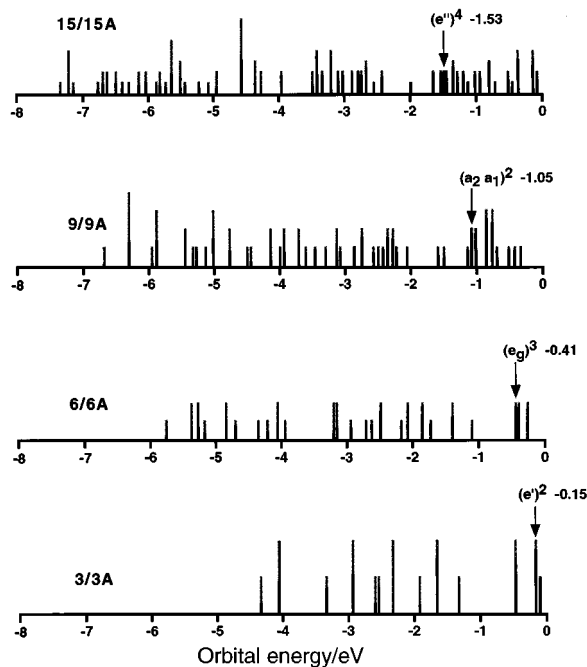 15/15A
(e'')⁴ -1.53
-8 -7 -6 -5 -4 -3 -2 -1 0
9/9A
(a₂ a₁)² -1.05
-8 -7 -6 -5 -4 -3 -2 -1 0
6/6A
(e_g)³ -0.41
-8 -7 -6 -5 -4 -3 -2 -1 0
(e')² -0.15
3/3A
-8 -7 -6 -5 -4 -3 -2 -1 0
Orbital energy/eV